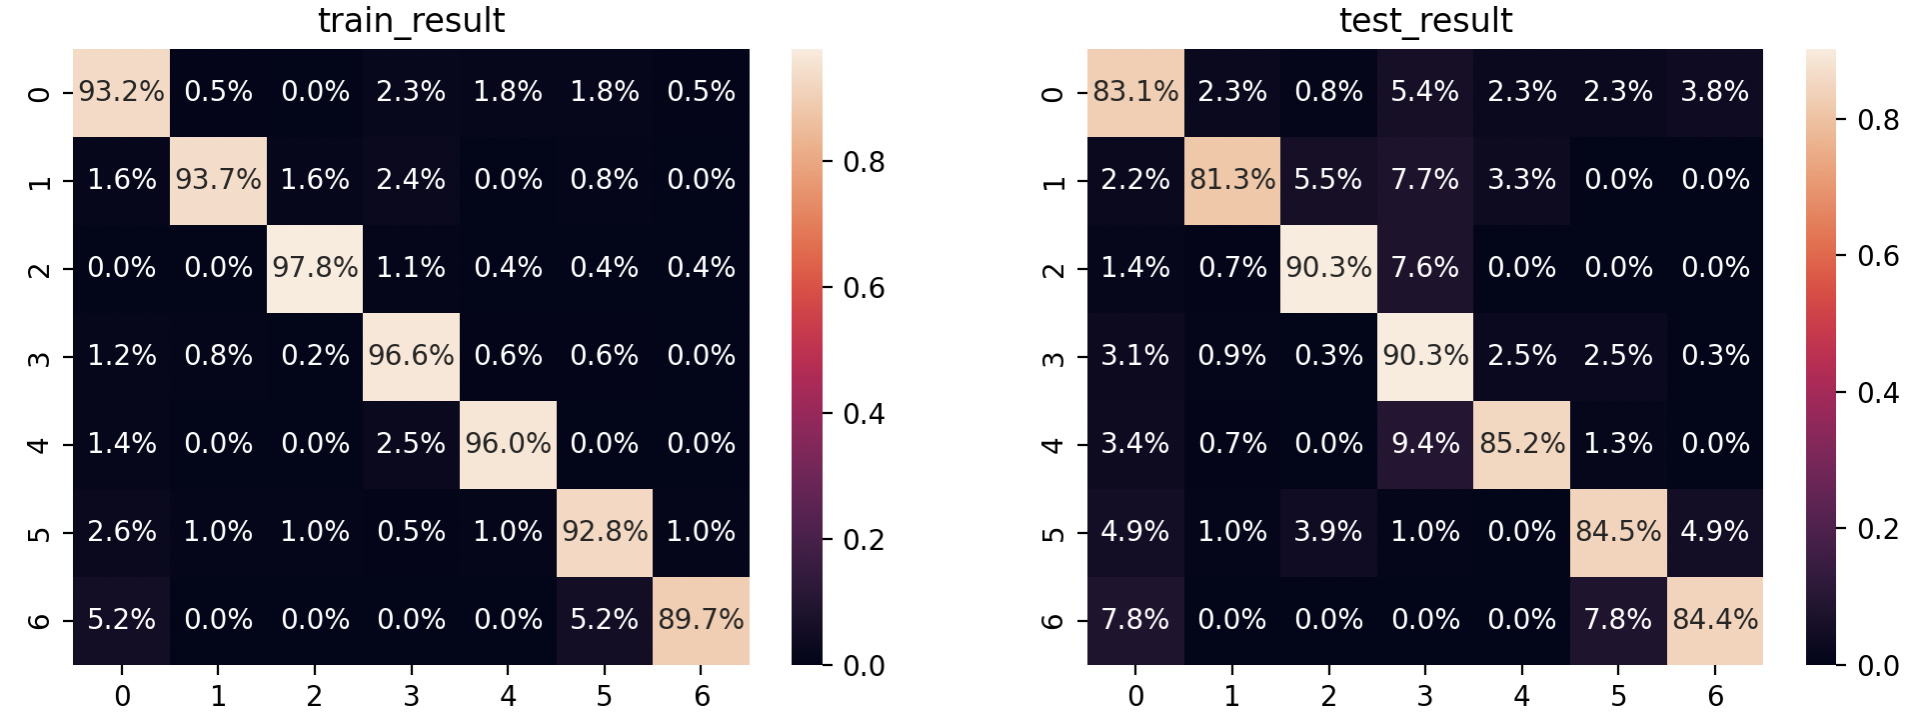 train_result
0 93.2% 0.5% 0.0% 2.3% 1.8% 1.8% 0.5%
1 1.6% 93.7% 1.6% 2.4% 0.0% 0.8% 0.0%
2 0.0% 0.0% 97.8% 1.1% 0.4% 0.4% 0.4%
3 1.2% 0.8% 0.2% 96.6% 0.6% 0.6% 0.0%
4 1.4% 0.0% 0.0% 2.5% 96.0% 0.0% 0.0%
5 2.6% 1.0% 1.0% 0.5% 1.0% 92.8% 1.0%
6 5.2% 0.0% 0.0% 0.0% 0.0% 5.2% 89.7%
0 1 2 3 4 5 6
0.8
0.6
0.4
0.2
0.0
test_result
0 83.1% 2.3% 0.8% 5.4% 2.3% 2.3% 3.8%
1 2.2% 81.3% 5.5% 7.7% 3.3% 0.0% 0.0%
2 1.4% 0.7% 90.3% 7.6% 0.0% 0.0% 0.0%
3 3.1% 0.9% 0.3% 90.3% 2.5% 2.5% 0.3%
4 3.4% 0.7% 0.0% 9.4% 85.2% 1.3% 0.0%
5 4.9% 1.0% 3.9% 1.0% 0.0% 84.5% 4.9%
6 7.8% 0.0% 0.0% 0.0% 0.0% 7.8% 84.4%
0 1 2 3 4 5 6
0.8
0.6
0.4
0.2
0.0